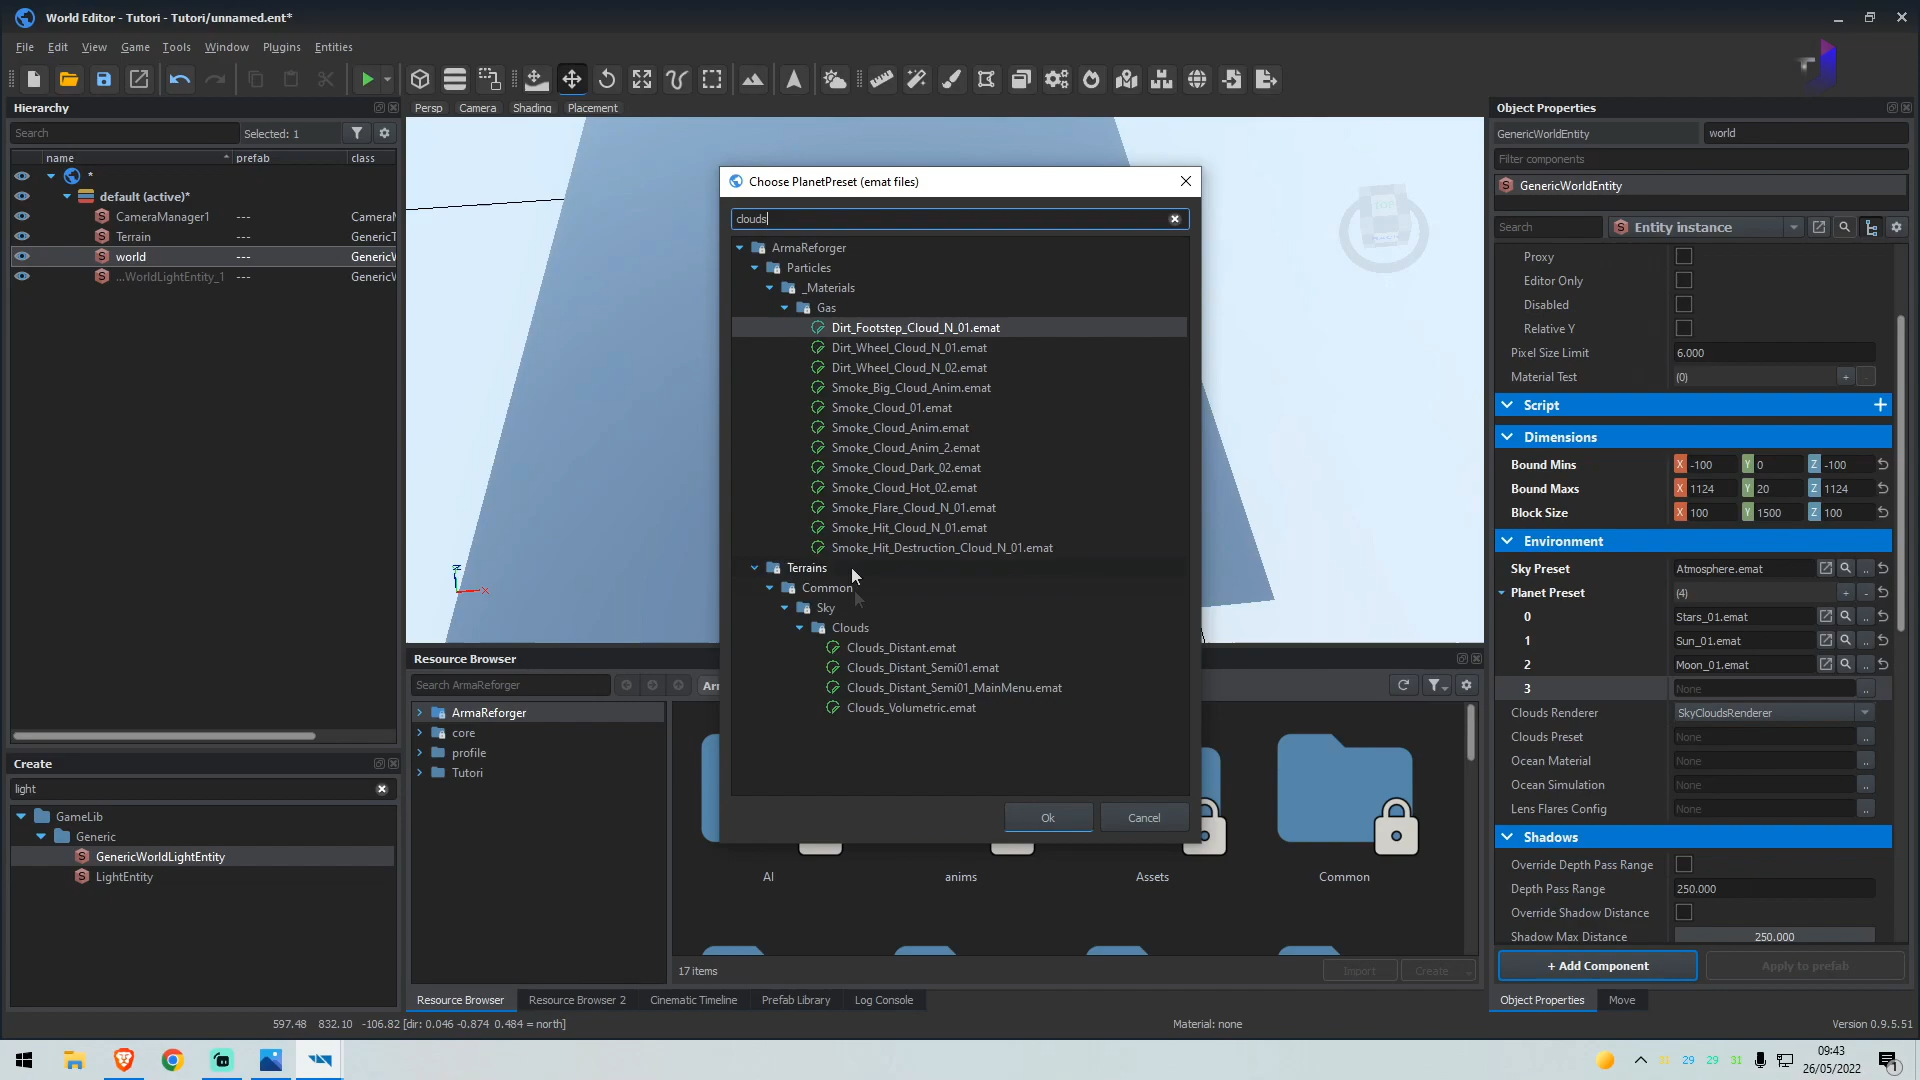 World Editor - Tutori - Tutori/unnamed.ent*
File Edit View Game Tools Window Plugins Entities
Hierarchy
Search Selected: 1
name prefab class
*
default (active)*
CameraManager1 --- CameraM
Terrain --- GenericT
world --- GenericW
...WorldLightEntity_1 --- GenericW
Create
light
GameLib
Generic
GenericWorldLightEntity
LightEntity
Persp Camera Shading Placement
Choose PlanetPreset (emat files)
clouds
ArmaReforger
Particles
_Materials
Gas
Dirt_Footstep_Cloud_N_01.emat
Dirt_Wheel_Cloud_N_01.emat
Dirt_Wheel_Cloud_N_02.emat
Smoke_Big_Cloud_Anim.emat
Smoke_Cloud_01.emat
Smoke_Cloud_Anim.emat
Smoke_Cloud_Anim_2.emat
Smoke_Cloud_Dark_02.emat
Smoke_Cloud_Hot_02.emat
Smoke_Flare_Cloud_N_01.emat
Smoke_Hit_Cloud_N_01.emat
Smoke_Hit_Destruction_Cloud_N_01.emat
Terrains
Common
Sky
Clouds
Clouds_Distant.emat
Clouds_Distant_Semi01.emat
Clouds_Distant_Semi01_MainMenu.emat
Clouds_Volumetric.emat
Ok Cancel
Z
X
Resource Browser
Search ArmaReforger
ArmaReforger
core
profile
Tutori
AI anims Assets Common
17 items Import Create
Resource Browser Resource Browser 2 Cinematic Timeline Prefab Library Log Console
Object Properties
GenericWorldEntity world
Filter components
GenericWorldEntity
Search Entity instance
Proxy
Editor Only
Disabled
Relative Y
Pixel Size Limit 6.000
Material Test (0) + -
Script +
Dimensions
Bound Mins X -100 Y 0 Z -100
Bound Maxs X 1124 Y 20 Z 1124
Block Size X 100 Y 1500 Z 100
Environment
Sky Preset Atmosphere.emat ..
Planet Preset (4) + - ..
0 Stars_01.emat ..
1 Sun_01.emat ..
2 Moon_01.emat ..
3 None ..
Clouds Renderer SkyCloudsRenderer
Clouds Preset None ..
Ocean Material None ..
Ocean Simulation None ..
Lens Flares Config None ..
Shadows
Override Depth Pass Range
Depth Pass Range 250.000
Override Shadow Distance
Shadow Max Distance 250.000
+ Add Component Apply to prefab
Object Properties Move
597.48 832.10 -106.82 [dir: 0.046 -0.874 0.484 = north] Material: none Version 0.9.5.51
31 29 29 31
09:43
26/05/2022
1